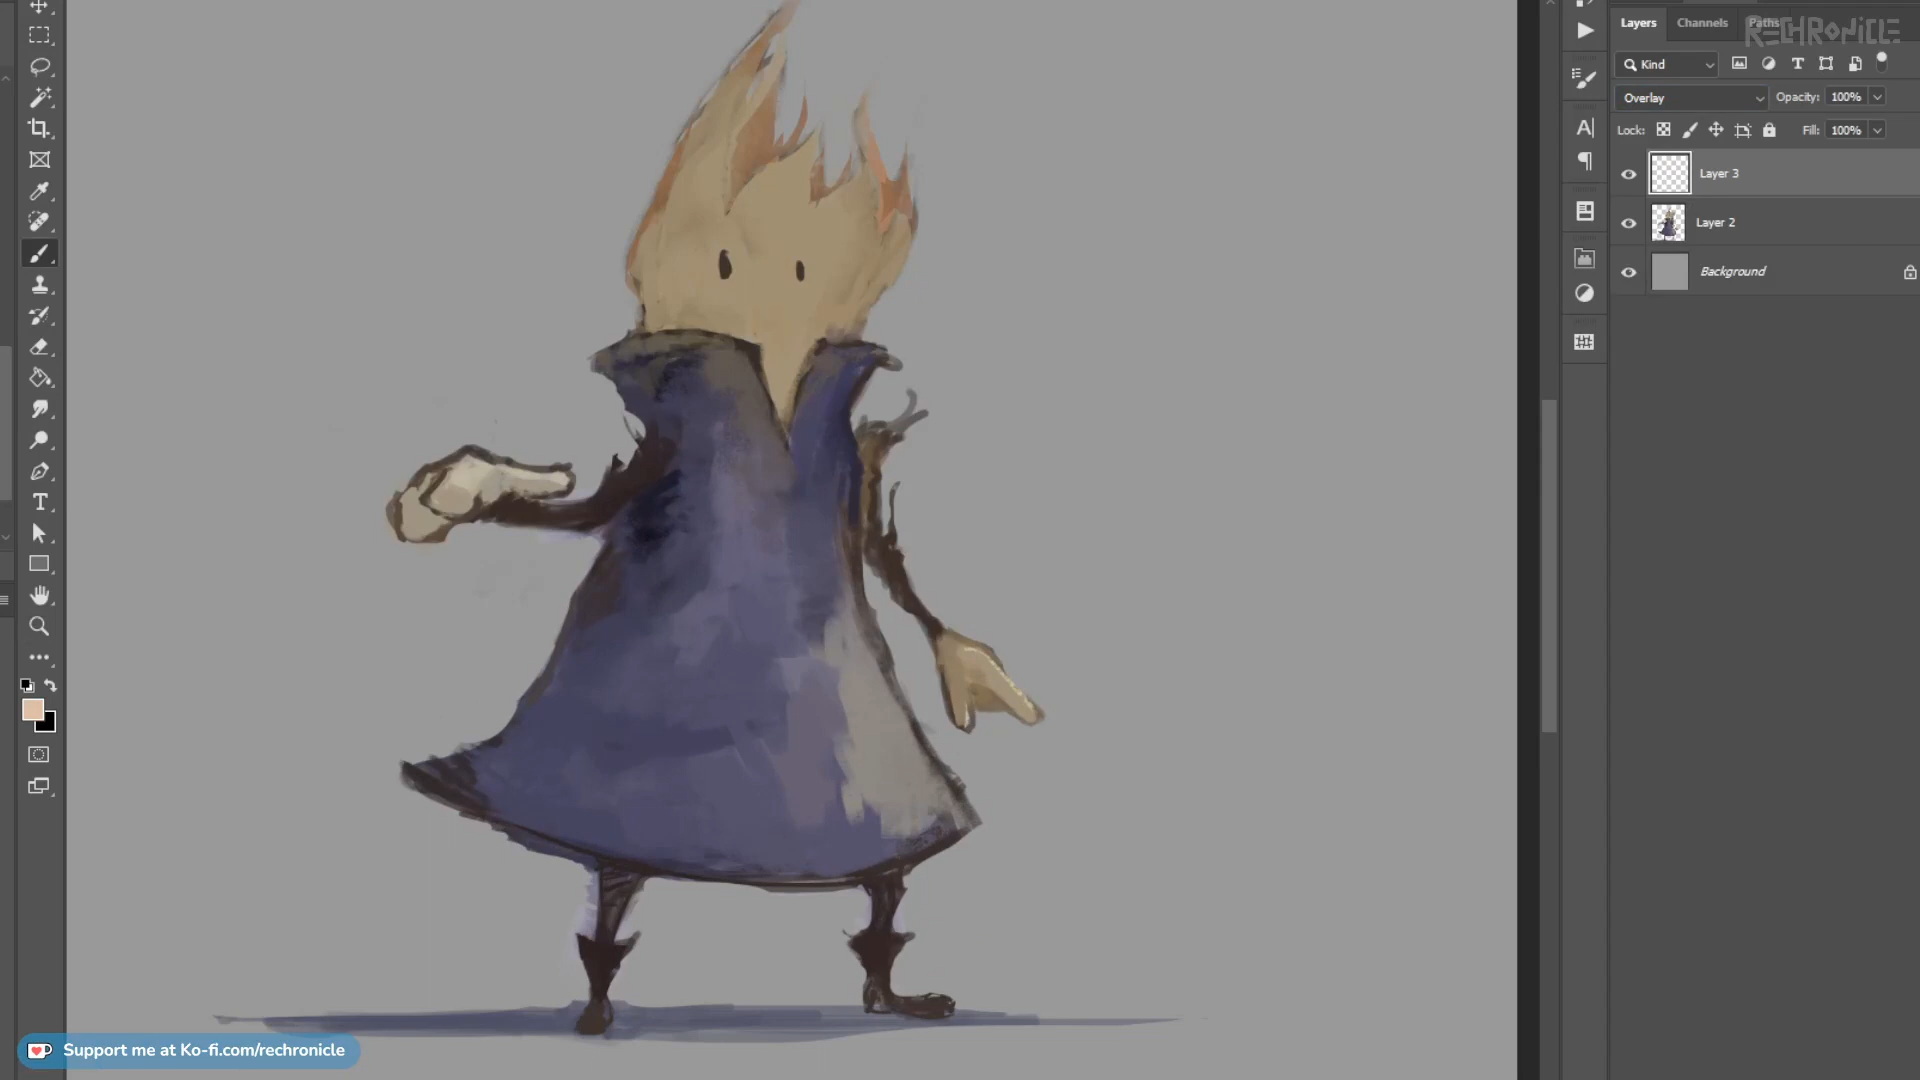 Layers Channels Paths
RECHRONICLE
Kind
Overlay Opacity: 100%
Lock: Fill: 100%
Layer 3
Layer 2
Background
Support me at Ko-fi.com/rechronicle